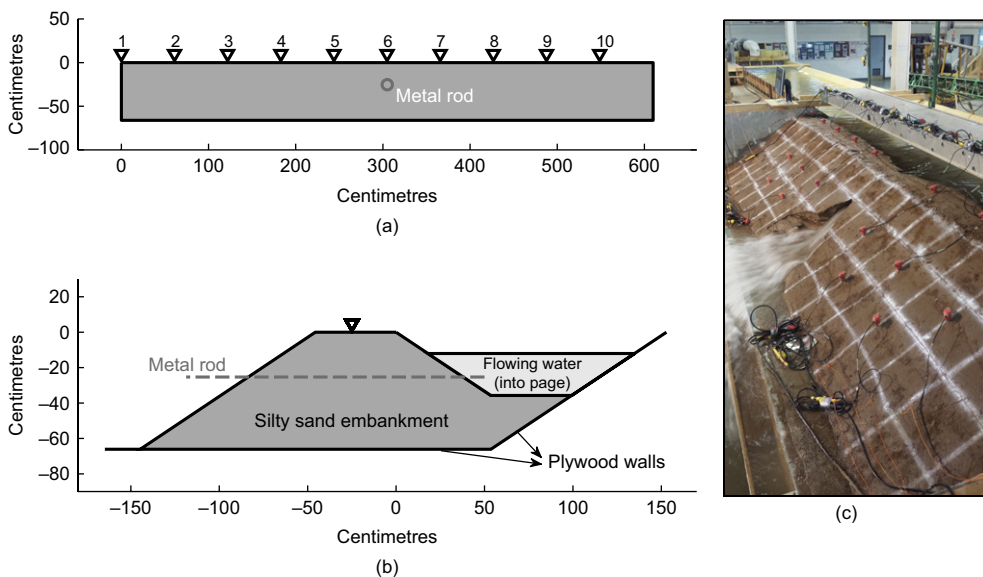 50
0
–50
–100
Centimetres
1 2 3 4 5 6 7 8 9 10
Metal rod
0 100 200 300 400 500 600
Centimetres
(a)
20
0
–20
–40
–60
–80
Centimetres
Metal rod
Flowing water
(into page)
Silty sand embankment
Plywood walls
–150 –100 –50 0 50 100 150
Centimetres
(b)
(c)